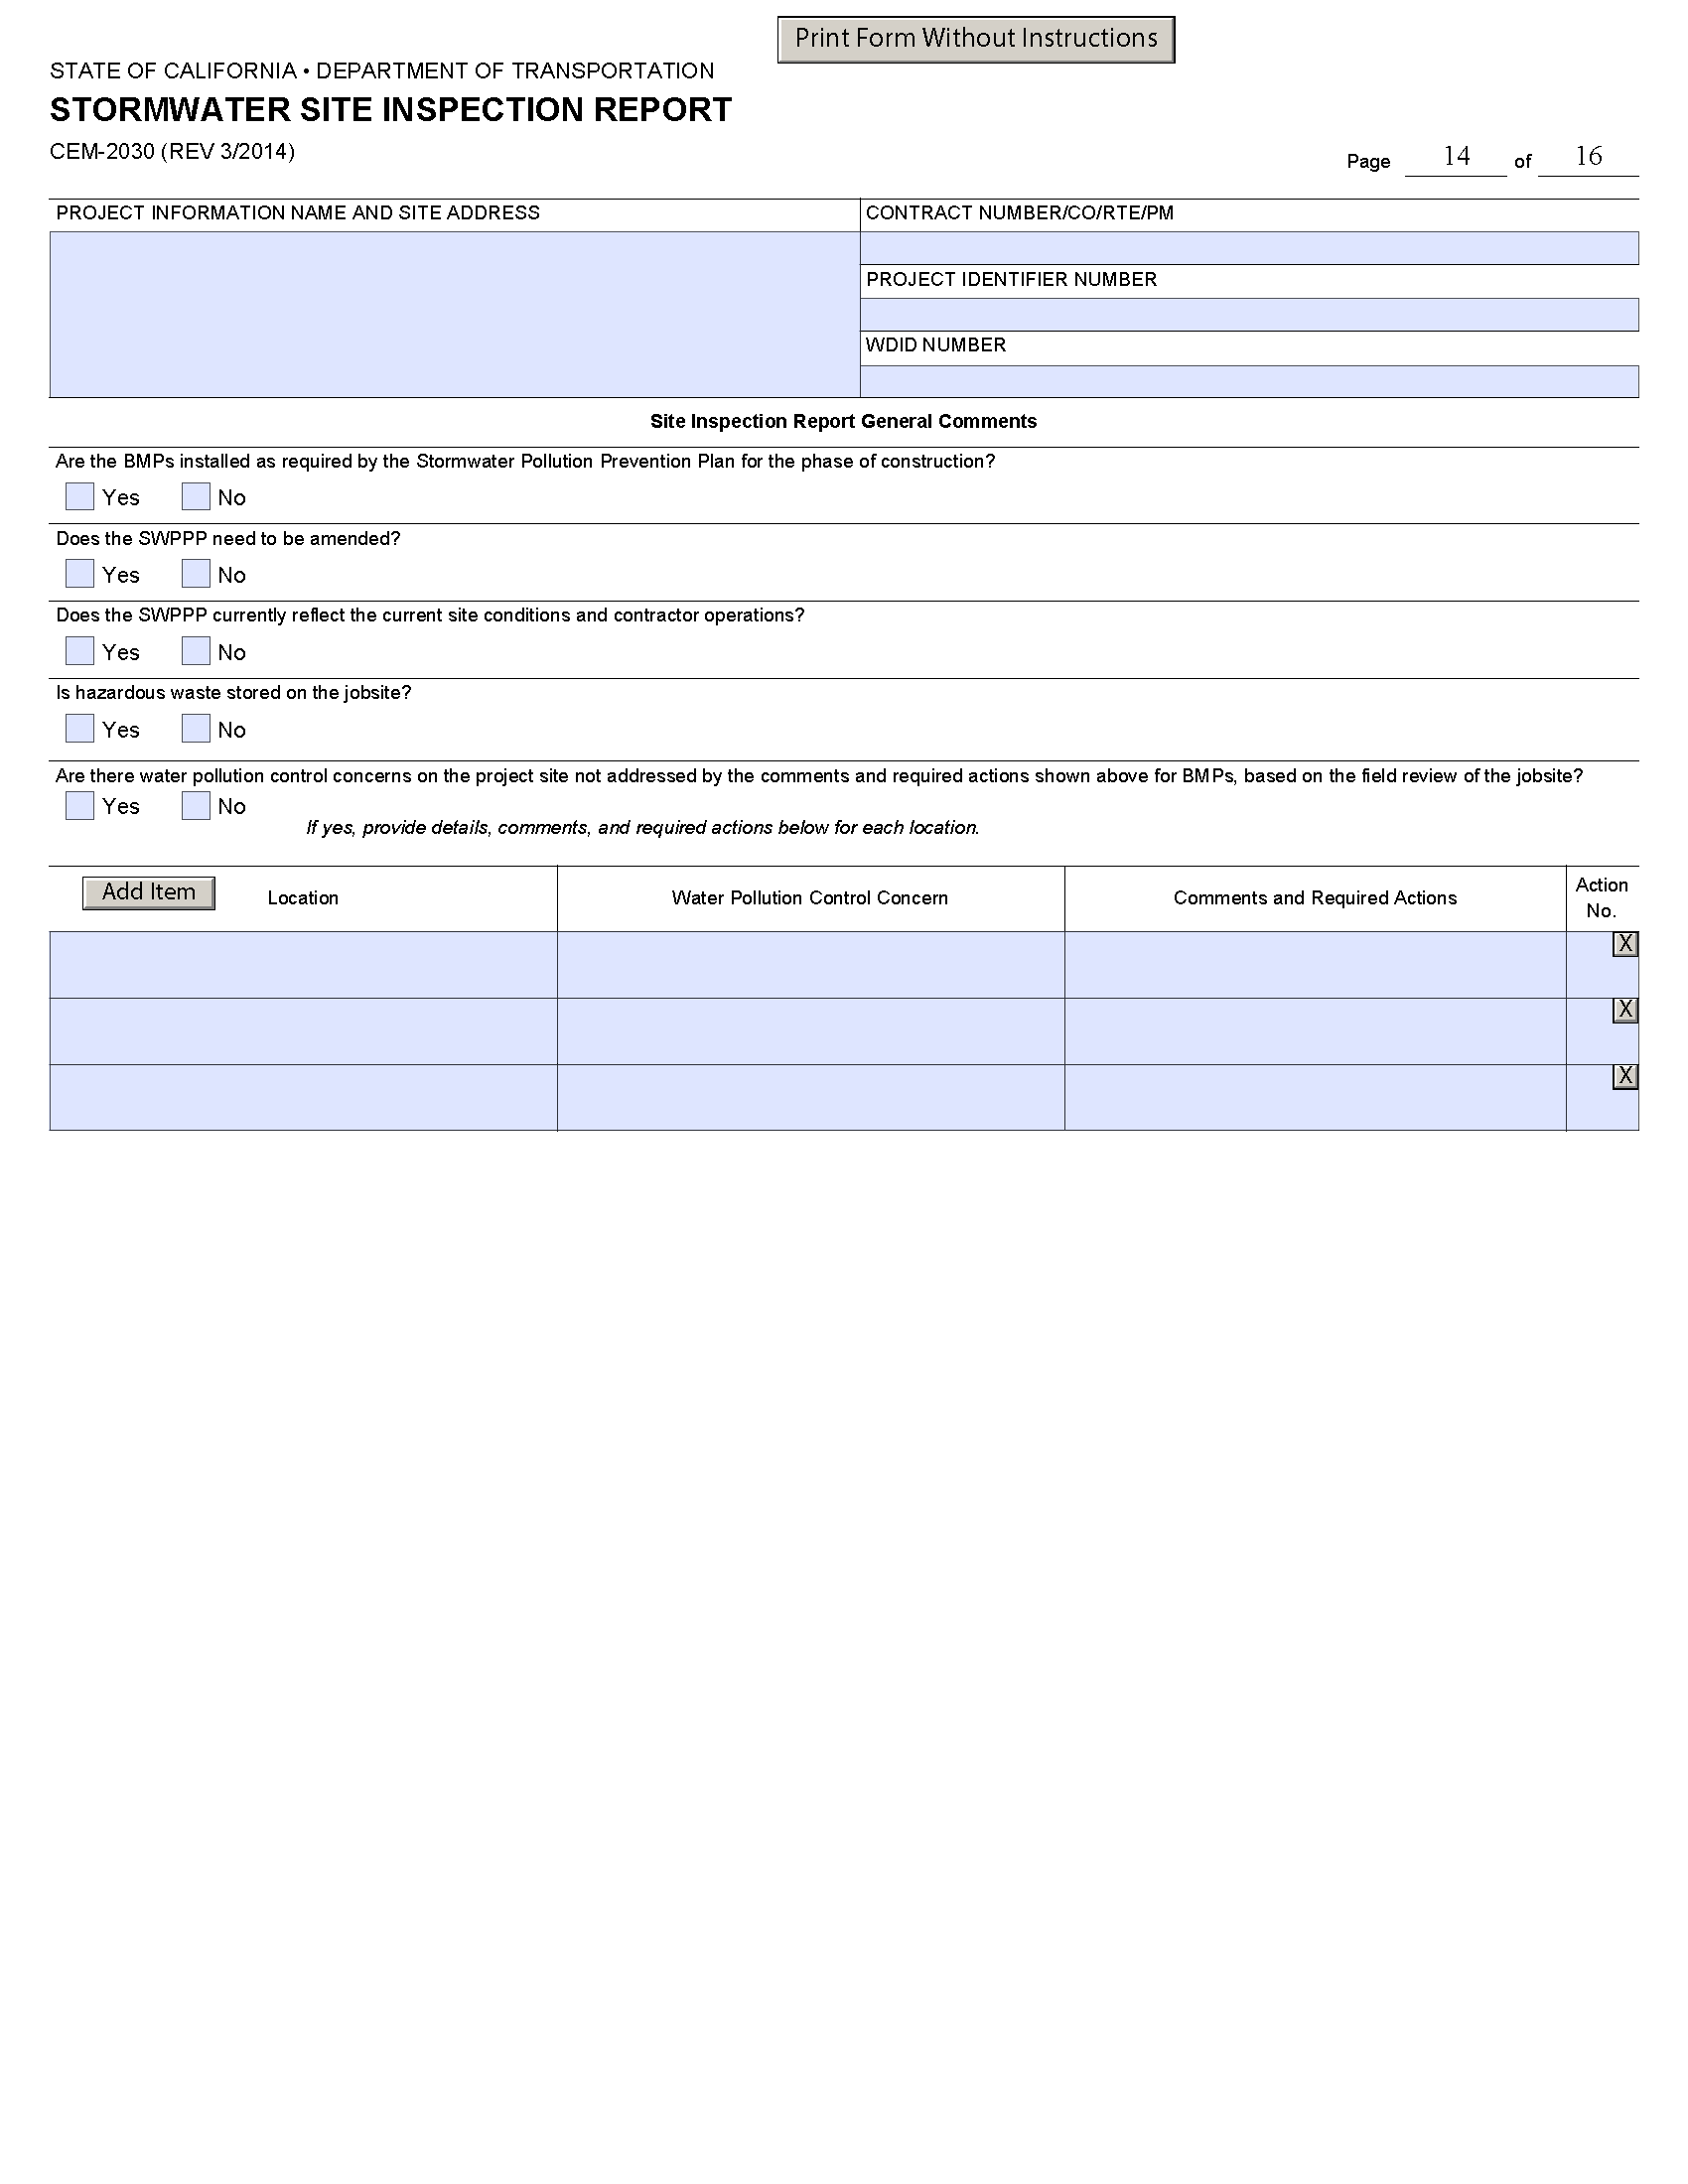 Print Form Without Instructions
STATE OF CALIFORNIA • DEPARTMENT OF TRANSPORTATION
STORMWATER SITE INSPECTION REPORT
CEM-2030 (REV 3/2014)
Page 14 of 16
PROJECT INFORMATION NAME AND SITE ADDRESS
CONTRACT NUMBER/CO/RTE/PM
PROJECT IDENTIFIER NUMBER
WDID NUMBER
Site Inspection Report General Comments
Are the BMPs installed as required by the Stormwater Pollution Prevention Plan for the phase of construction?
Yes No
Does the SWPPP need to be amended?
Yes No
Does the SWPPP currently reflect the current site conditions and contractor operations?
Yes No
Is hazardous waste stored on the jobsite?
Yes No
Are there water pollution control concerns on the project site not addressed by the comments and required actions shown above for BMPs, based on the field review of the jobsite?
Yes No
If yes, provide details, comments, and required actions below for each location.
Add Item Location
Water Pollution Control Concern
Comments and Required Actions
Action
No.
X
X
X